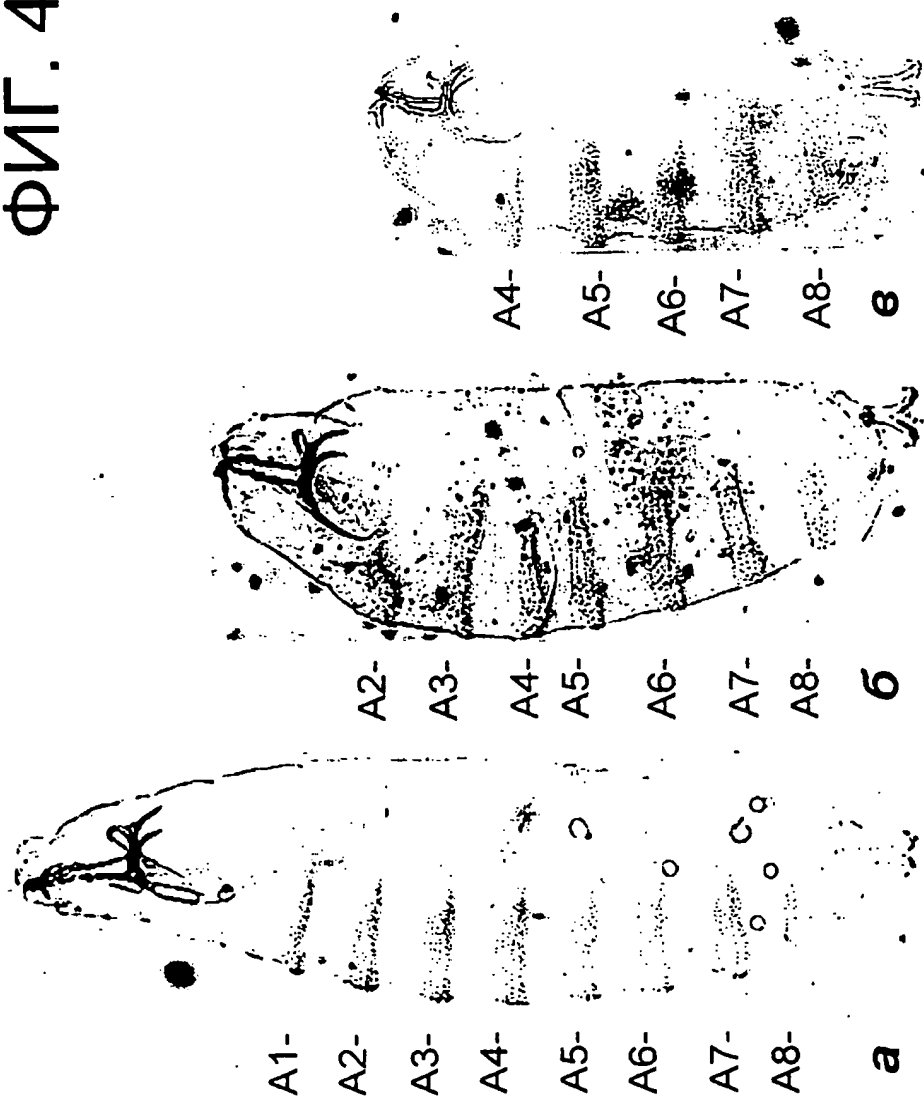 ФИГ. 4
A1-
A2-
A3-
A4-
A5-
A6-
A7-
A8-
а
A2-
A3-
A4-
A5-
A6-
A7-
A8-
б
A4-
A5-
A6-
A7-
A8-
в